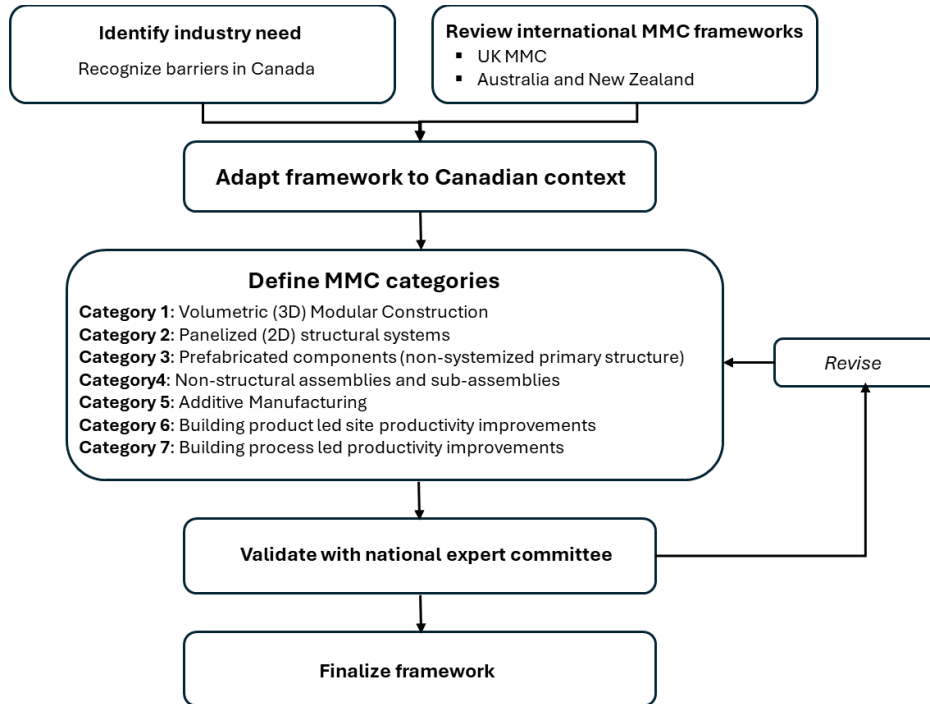 Identify industry need
Recognize barriers in Canada
Review international MMC frameworks
▪ UK MMC
▪ Australia and New Zealand
Adapt framework to Canadian context
Define MMC categories
Category 1: Volumetric (3D) Modular Construction
Category 2: Panelized (2D) structural systems
Category 3: Prefabricated components (non-systemized primary structure)
Category4: Non-structural assemblies and sub-assemblies
Category 5: Additive Manufacturing
Category 6: Building product led site productivity improvements
Category 7: Building process led productivity improvements
Revise
Validate with national expert committee
Finalize framework